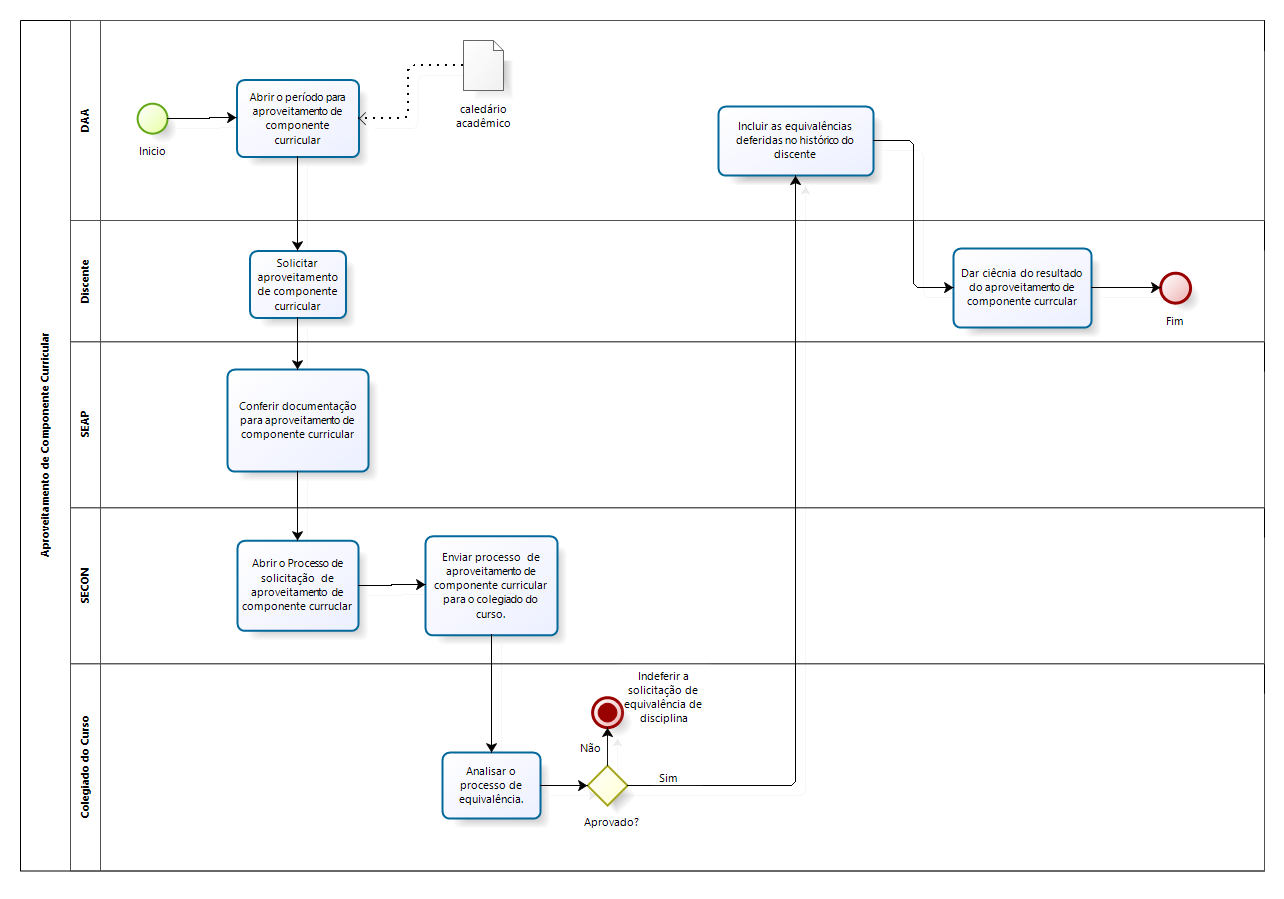 Aproveitamento de Componente Curricular
DAA
Inicio
Abrir o período para
aproveitamento de
componente
curricular
caledário
acadêmico
Incluir as equivalências
deferidas no histórico do
discente
Discente
Solicitar
aproveitamento
de componente
curricular
Dar ciêcnia do resultado
do aproveitamento de
componente currcular
Fim
SEAP
Conferir documentação
para aproveitamento de
componente curricular
SECON
Abrir o Processo de
solicitação de
aproveitamento de
componente curruclar
Enviar processo de
aproveitamento de
componente curricular
para o colegiado do
curso.
Colegiado do Curso
Analisar o
processo de
equivalência.
Aprovado?
Não
Indeferir a
solicitação de
equivalência de
disciplina
Sim